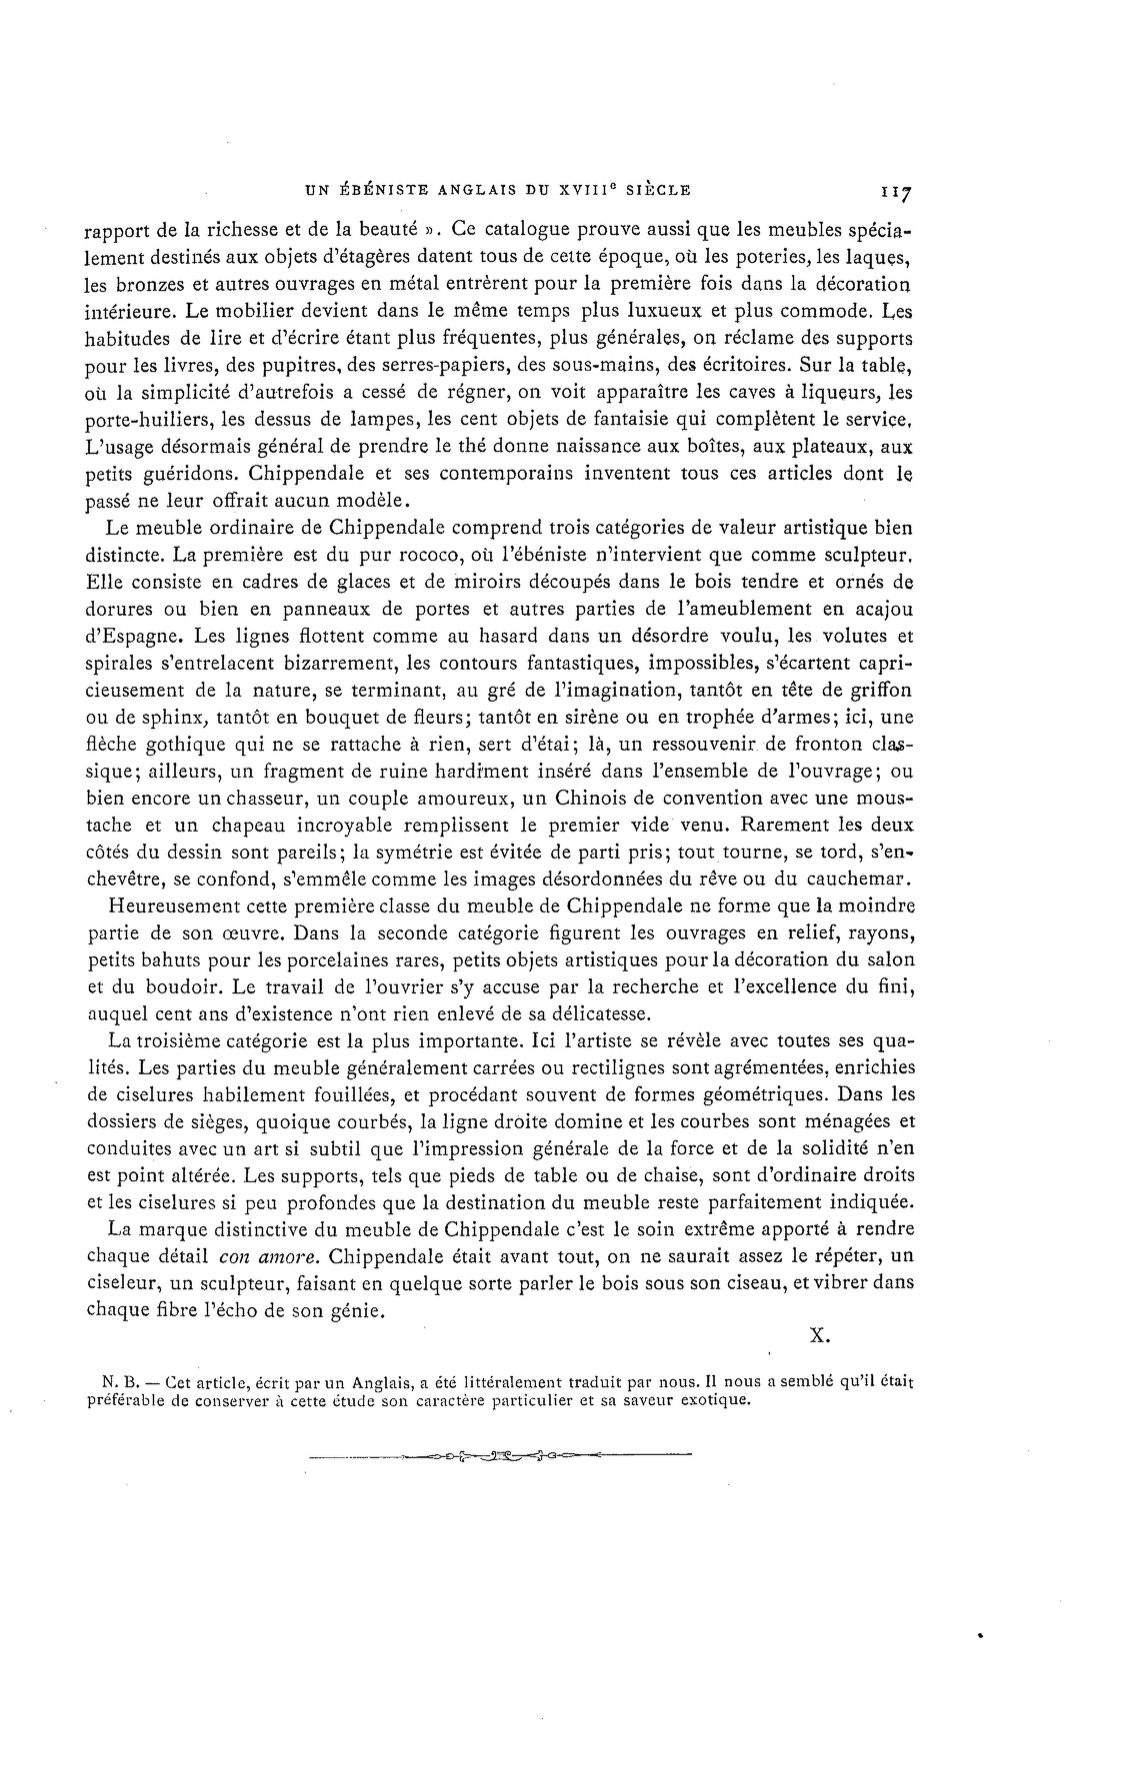 UN ÉBÉNISTE ANGLAIS DU XVIIIe SIÈCLE 117
rapport de la richesse et de la beauté ». Ce catalogue prouve aussi que les meubles spécia-
lement destinés aux objets d'étagères datent tous de cette époque, où les poteries, les laques,
les bronzes et autres ouvrages en métal entrèrent pour la première fois dans la décoration
intérieure. Le mobilier devient dans le même temps plus luxueux et plus commode. Les
habitudes de lire et d'écrire étant plus fréquentes, plus générales, on réclame des supports
pour les livres, des pupitres, des serres-papiers, des sous-mains, des écritoires. Sur la table,
où la simplicité d'autrefois a cessé de régner, on voit apparaître les caves à liqueurs, les
porte-huiliers, les dessus de lampes, les cent objets de fantaisie qui complètent le service.
L'usage désormais général de prendre le thé donne naissance aux boîtes, aux plateaux, aux
petits guéridons. Chippendale et ses contemporains inventent tous ces articles dont le
passé ne leur offrait aucun modèle.
Le meuble ordinaire de Chippendale comprend trois catégories de valeur artistique bien
distincte. La première est du pur rococo, où l'ébéniste n'intervient que comme sculpteur.
Elle consiste en cadres de glaces et de miroirs découpés dans le bois tendre et ornés de
dorures ou bien en panneaux de portes et autres parties de l'ameublement en acajou
d'Espagne. Les lignes flottent comme au hasard dans un désordre voulu, les volutes et
spirales s'entrelacent bizarrement, les contours fantastiques, impossibles, s'écartent capri-
cieusement de la nature, se terminant, au gré de l'imagination, tantôt en tête de griffon
ou de sphinx, tantôt en bouquet de fleurs; tantôt en sirène ou en trophée d'armes; ici, une
flèche gothique qui ne se rattache à rien, sert d'étai; là, un ressouvenir de fronton clas-
sique; ailleurs, un fragment de ruine hardiment inséré dans l'ensemble de l'ouvrage; ou
bien encore un chasseur, un couple amoureux, un Chinois de convention avec une mous-
tache et un chapeau incroyable remplissent le premier vide venu. Rarement les deux
côtés du dessin sont pareils; la symétrie est évitée de parti pris; tout tourne, se tord, s'en-
chevêtre, se confond, s'emmêle comme les images désordonnées du rêve ou du cauchemar.
Heureusement cette première classe du meuble de Chippendale ne forme que la moindre
partie de son œuvre. Dans la seconde catégorie figurent les ouvrages en relief, rayons,
petits bahuts pour les porcelaines rares, petits objets artistiques pour la décoration du salon
et du boudoir. Le travail de l'ouvrier s'y accuse par la recherche et l'excellence du fini,
auquel cent ans d'existence n'ont rien enlevé de sa délicatesse.
La troisième catégorie est la plus importante. Ici l'artiste se révèle avec toutes ses qua-
lités. Les parties du meuble généralement carrées ou rectilignes sont agrémentées, enrichies
de ciselures habilement fouillées, et procédant souvent de formes géométriques. Dans les
dossiers de sièges, quoique courbés, la ligne droite domine et les courbes sont ménagées et
conduites avec un art si subtil que l'impression générale de la force et de la solidité n'en
est point altérée. Les supports, tels que pieds de table ou de chaise, sont d'ordinaire droits
et les ciselures si peu profondes que la destination du meuble reste parfaitement indiquée.
La marque distinctive du meuble de Chippendale c'est le soin extrême apporté à rendre
chaque détail con amore. Chippendale était avant tout, on ne saurait assez le répéter, un
ciseleur, un sculpteur, faisant en quelque sorte parler le bois sous son ciseau, et vibrer dans
chaque fibre l'écho de son génie.
X.
N. B. — Cet article, écrit par un Anglais, a été littéralement traduit par nous. Il nous a semblé qu'il était
préférable de conserver à cette étude son caractère particulier et sa saveur exotique.